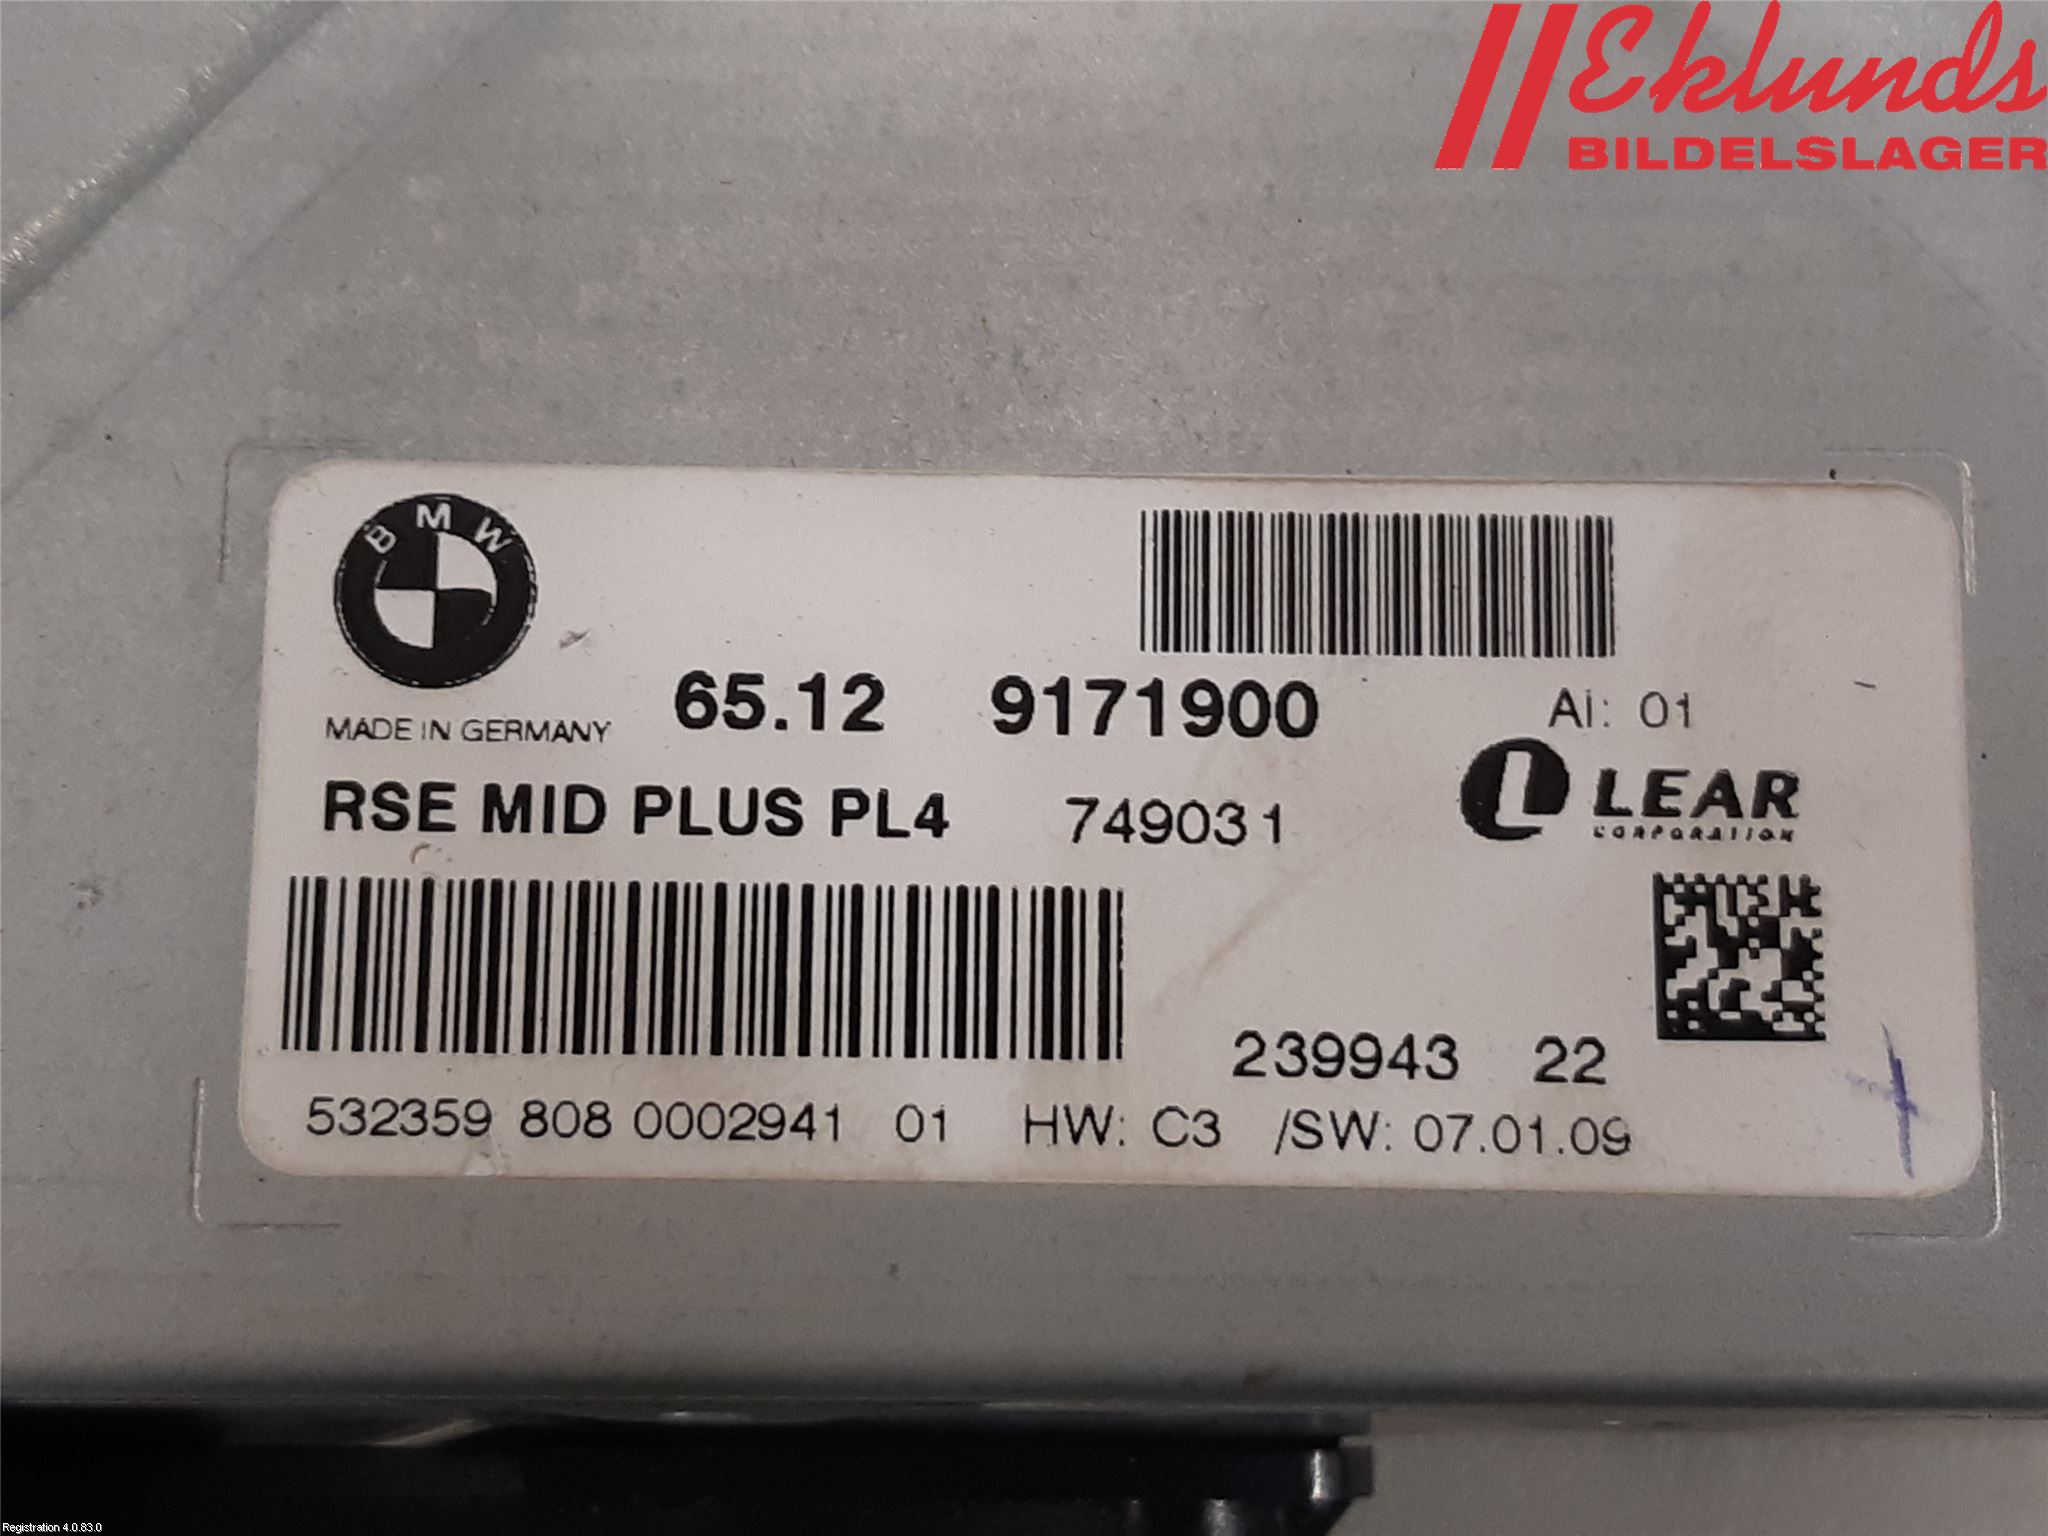 Eklunds
BILDELSLAGER
BMW
MADE IN GERMANY
65.12 9171900 Ai: 01
RSE MID PLUS PL4 749031
LEAR
CORPORATION
239943 22
532359 808 0002941 01 HW: C3 /SW: 07.01.09
Registration 4.0.83.0